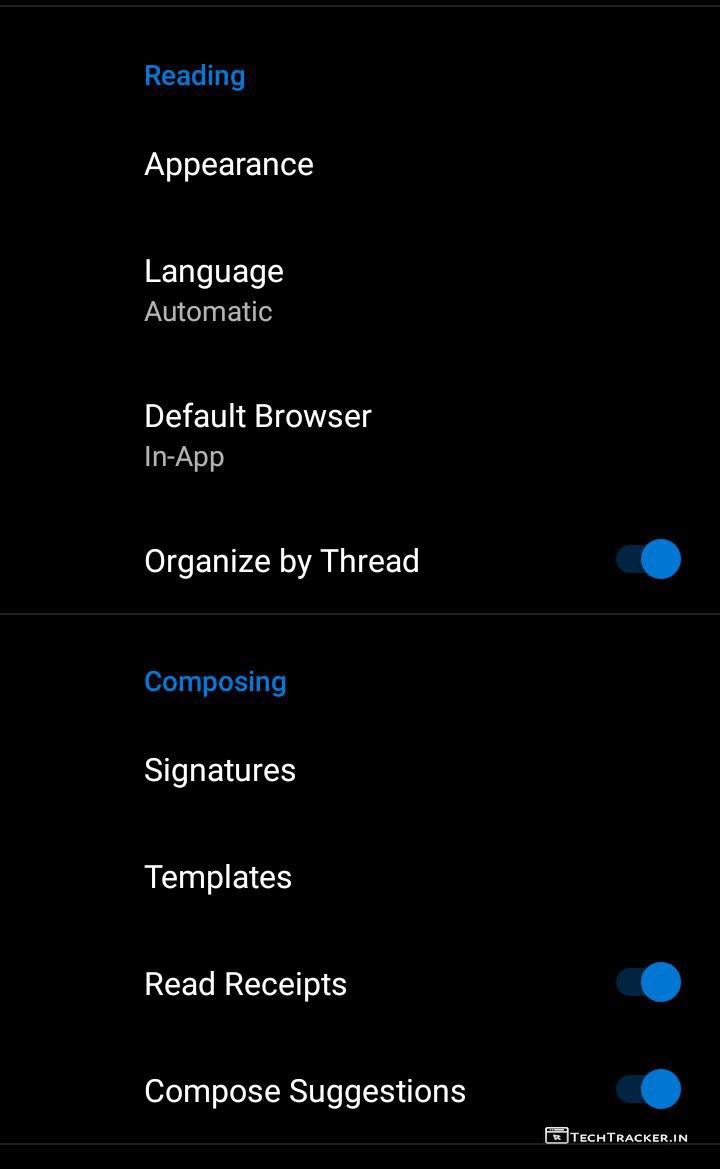 Reading
Appearance
Language
Automatic
Default Browser
In-App
Organize by Thread
Composing
Signatures
Templates
Read Receipts
Compose Suggestions
TECHTRACKER.IN